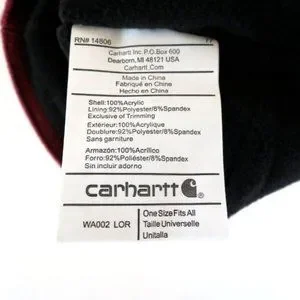 RN# 14806
Carhartt Inc P.O.Box 600
Dearborn, MI 48121 USA
Carhartt.Com
Made in China
Fabriqué en China
Hecho en China
Shell:100%Acrylic
Lining:92%Polyester/8%Spandex
Exclusive of Trimming
Extérieur:100%Acrylique
Doublure:92%Polyester/8%Spandex
Sans garniture
Armazón:100%Acrílico
Forro:92%Poliéster/8%Spandex
Sin incluir adorno
carhartt
WA002 LOR
One Size Fits All
Taille Universelle
Unitalla